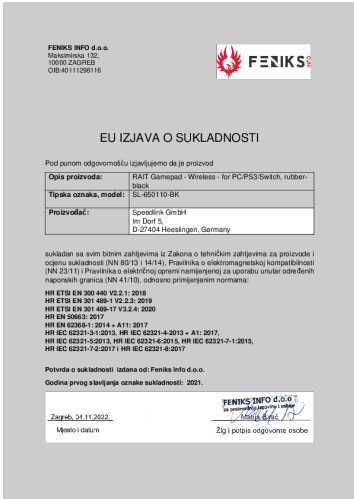 FENIKS INFO d.o.o.
Maksimirska 132,
10000 ZAGREB
OIB:40111298116
FENIKS
EU IZJAVA O SUKLADNOSTI
Pod punom odgovornošću izjavljujemo da je proizvod
Opis proizvoda: RAIT Gamepad - Wireless - for PC/PS3/Switch, rubber-
black
Tipska oznaka, model: SL-650110-BK
Proizvođač: Speedlink GmbH
Im Dorf 5,
D-27404 Heeslingen, Germany
sukladan sa svim bitnim zahtjevima iz Zakona o tehničkim zahtjevima za proizvode i
ocjenu sukladnosti (NN 80/13 i 14/14), Pravilnika o elektromagnetskoj kompatibilnosti
(NN 23/11) i Pravilnika o električnoj opremi namijenjenoj za uporabu unutar određenih
naponskih granica (NN 41/10), odnosno primijenjenim normama:
HR ETSI EN 300 440 V2.2.1: 2018
HR ETSI EN 301 489-1 V2.2.3: 2019
HR ETSI EN 301 489-17 V3.2.4: 2020
HR EN 50663: 2017
HR EN 62368-1: 2014 + A11: 2017
HR IEC 62321-3-1:2013, HR IEC 62321-4-2013 + A1: 2017,
HR IEC 62321-5:2013, HR IEC 62321-6:2015, HR IEC 62321-7-1:2015,
HR IEC 62321-7-2:2017 i HR IEC 62321-8:2017
Potvrda o sukladnosti izdana od: Feniks Info d.o.o.
Godina prvog stavljanja oznake sukladnosti: 2021.
FENIKS INFO d.o.o
za proizvodnju, trgovinu i usluge
Zagreb, 04.11.2022.
Mjesto i datum
Žig i potpis odgovorne osobe